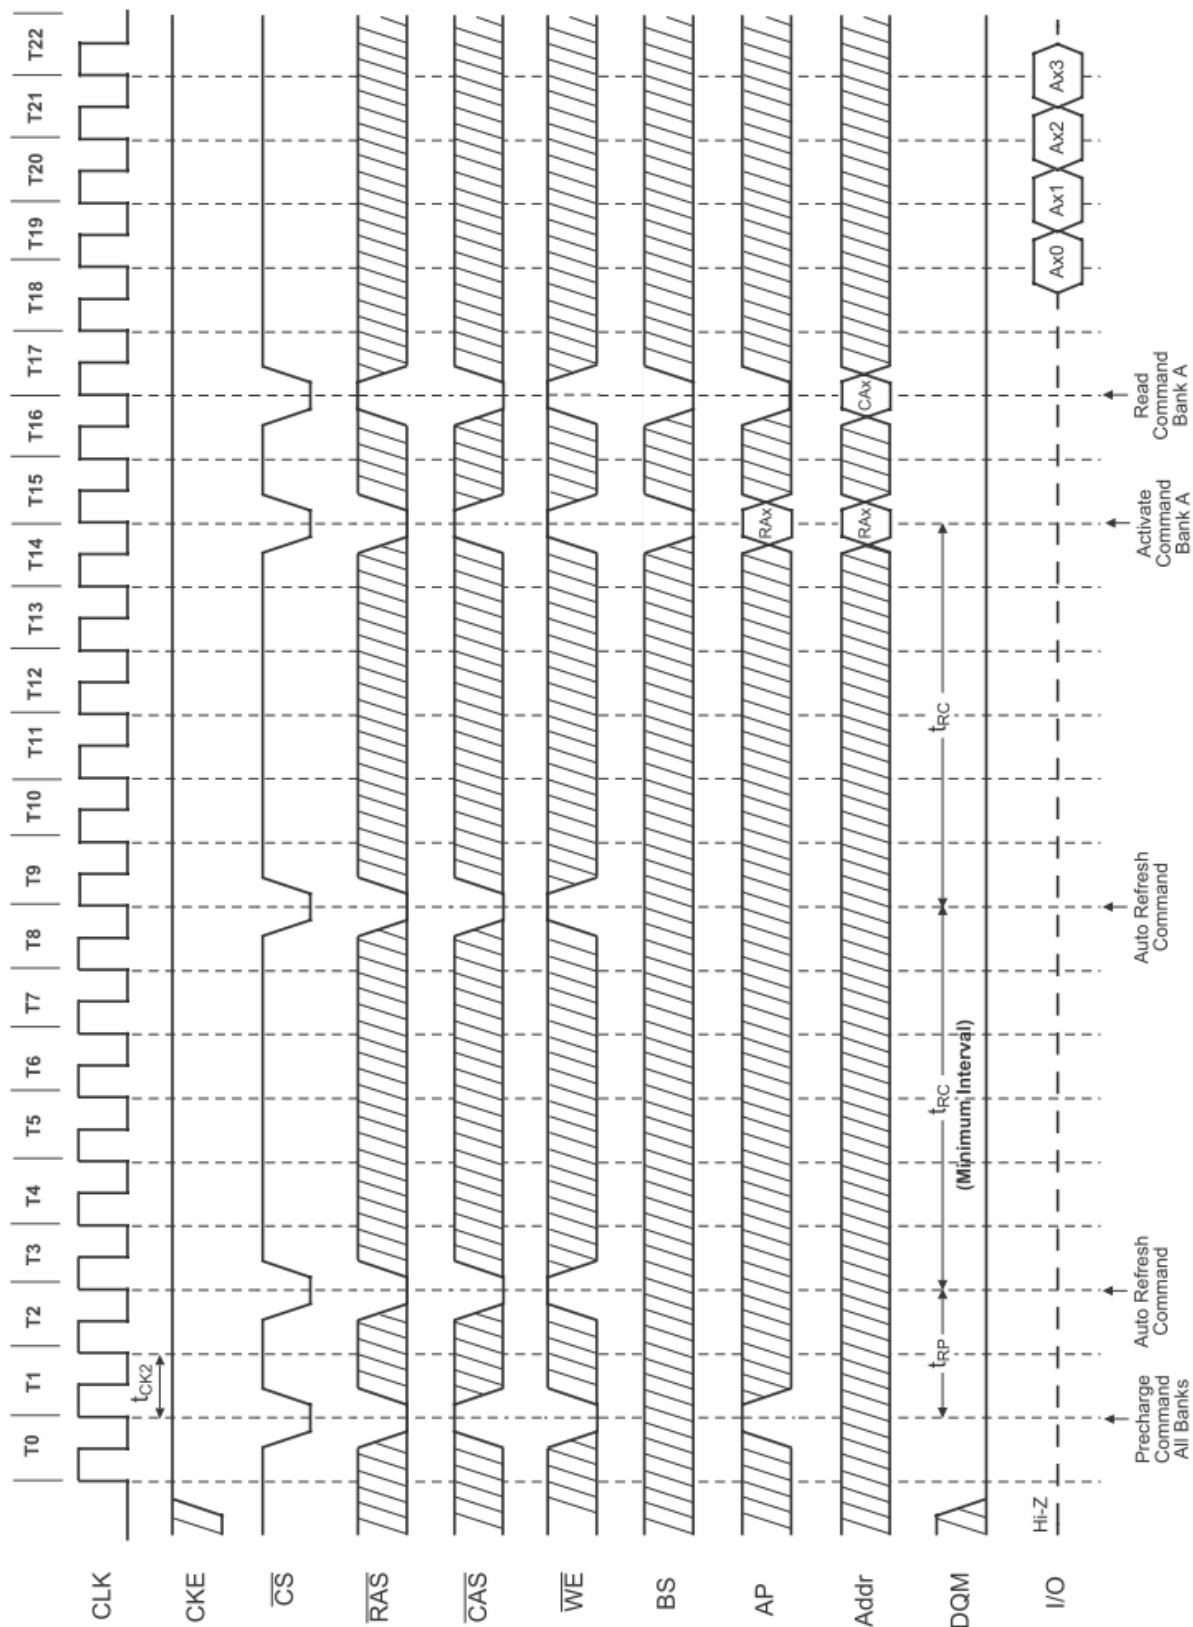 T0 T1 T2 T3 T4 T5 T6 T7 T8 T9 T10 T11 T12 T13 T14 T15 T16 T17 T18 T19 T20 T21 T22
CLK
tCK2
CKE
CS
RAS
CAS
WE
BS
AP
RAx
Addr
RAx CAx
DQM
tRP tRC tRC
(Minimum Interval)
I/O
Hi-Z
Ax0 Ax1 Ax2 Ax3
Precharge
Command
All Banks
Auto Refresh
Command
Auto Refresh
Command
Activate
Command
Bank A
Read
Command
Bank A